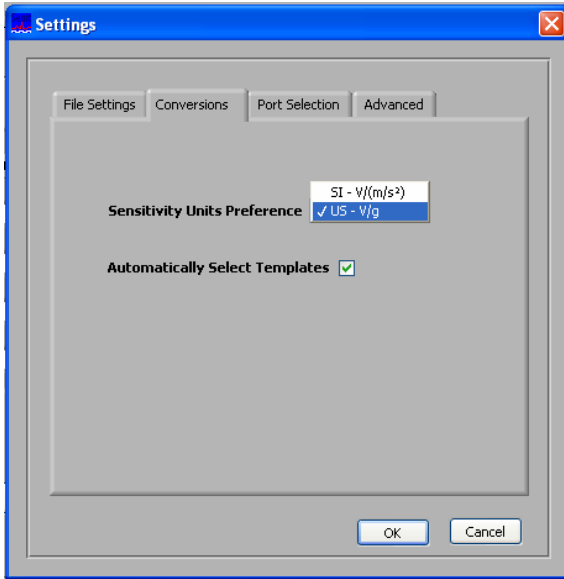 Settings
File Settings
Conversions
Port Selection
Advanced
SI - V/(m/s²)
Sensitivity Units Preference
✓ US - V/g
Automatically Select Templates
OK
Cancel